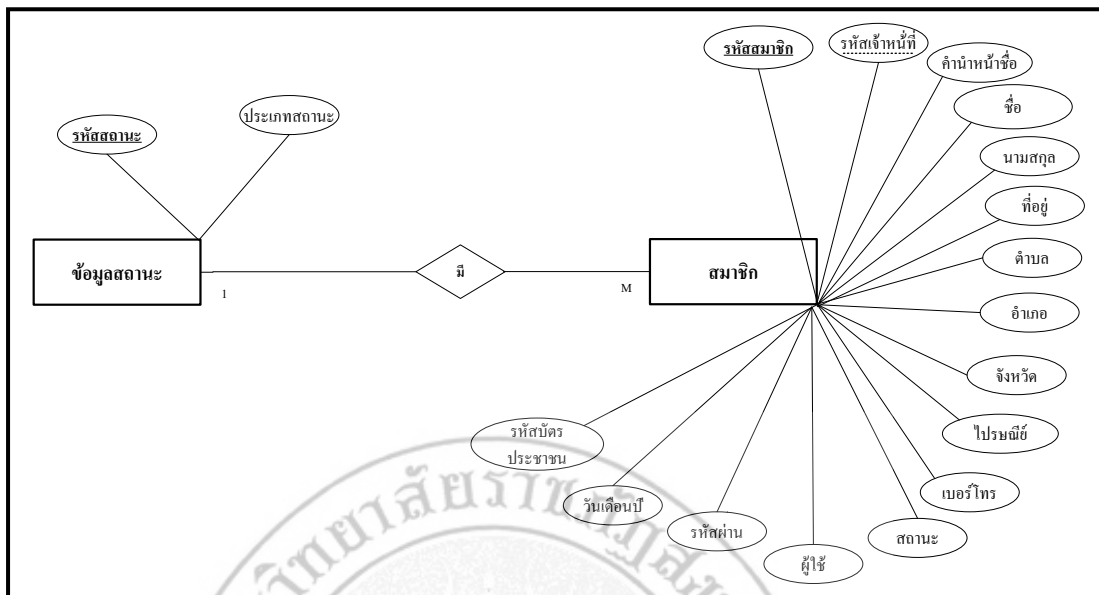 รหัสสมาชิก
รหัสเจ้าหน้ที่
คำนำหน้าชื่อ
ชื่อ
ประเภทสถานะ
รหัสสถานะ
นามสกุล
ที่อยู่
ตำบล
ข้อมูลสถานะ
มี
สมาชิก
1
M
อำเภอ
จังหวัด
รหัสบัตร
ประชาชน
ไปรษณีย์
วันเดือนปี
เบอร์โทร
รหัสผ่าน
สถานะ
ผู้ใช้